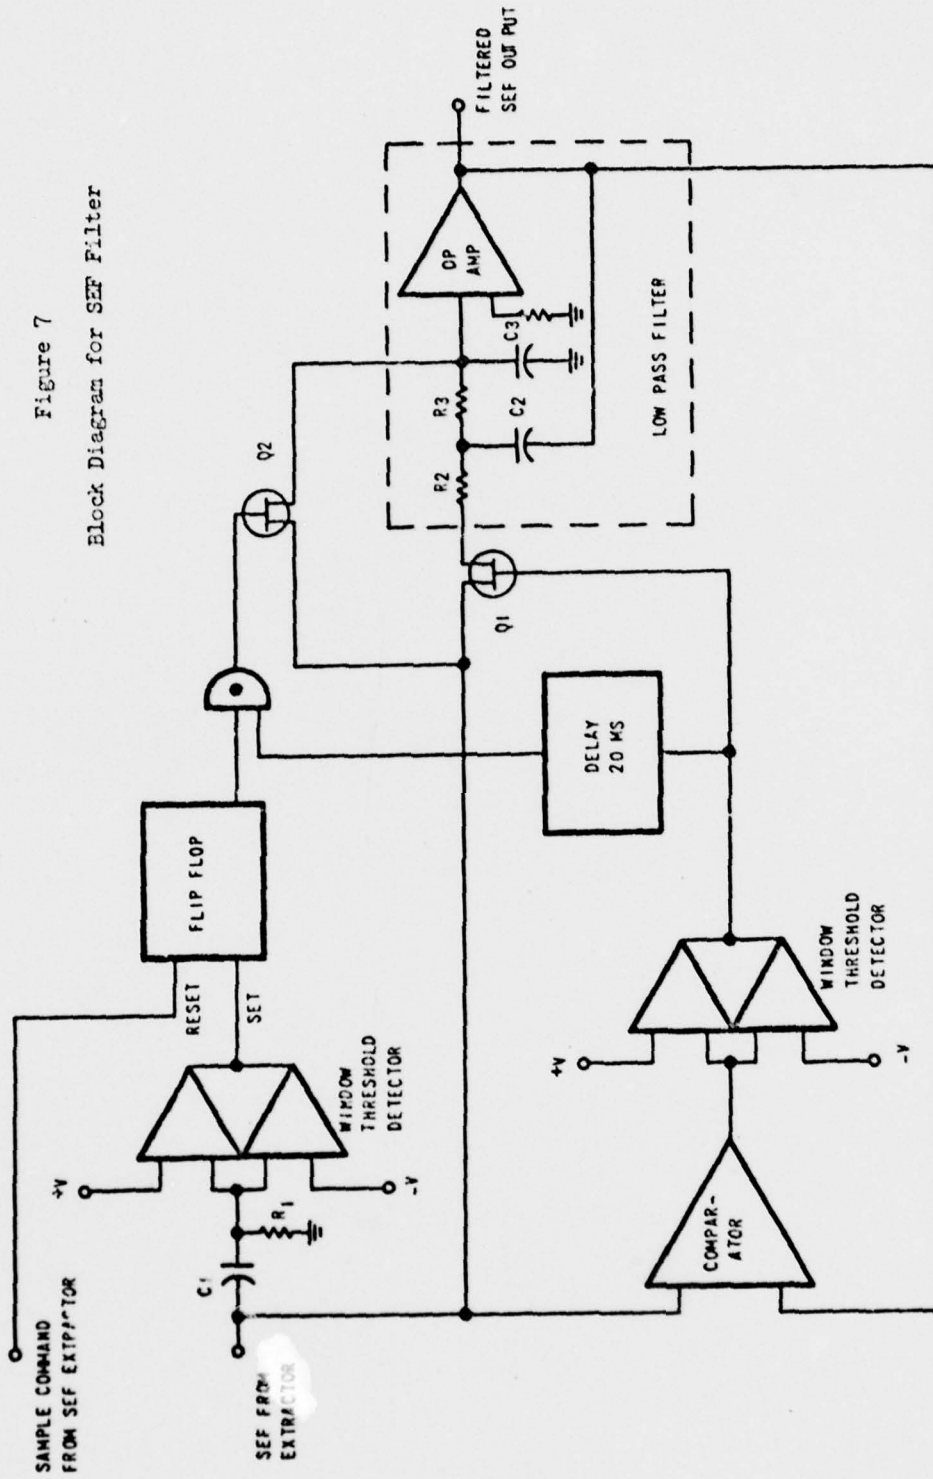 Figure 7
Block Diagram for SEF Filter
SAMPLE COMMAND
FROM SEF EXTRACTOR
SEF FROM
EXTRACTOR
C1
R1
+V
-V
WINDOW
THRESHOLD
DETECTOR
RESET
SET
FLIP FLOP
Q2
Q1
DELAY
20 MS
COMPAR-
ATOR
+V
-V
WINDOW
THRESHOLD
DETECTOR
R2
R3
C2
C3
OP
AMP
LOW PASS FILTER
FILTERED
SEF OUTPUT